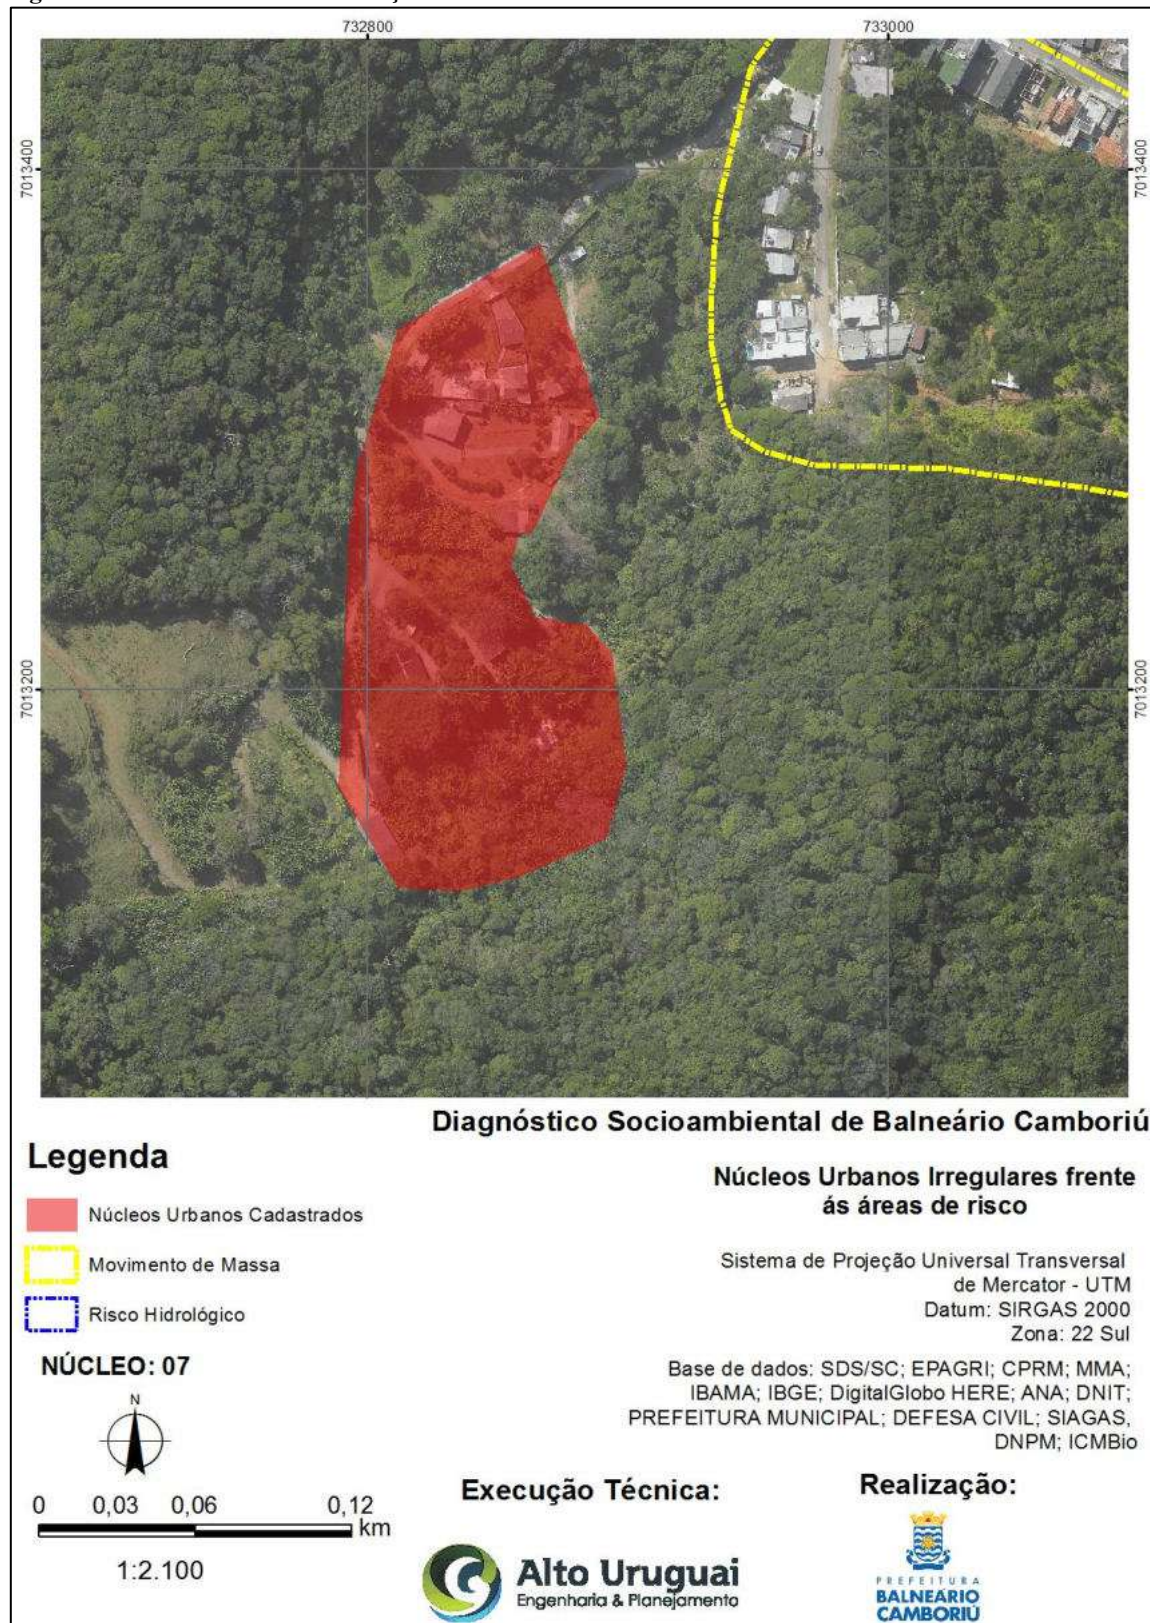 732800
733000
7013400
7013400
7013200
7013200
Diagnóstico Socioambiental de Balneário Camboriú
Legenda
Núcleos Urbanos Cadastrados
Movimento de Massa
Risco Hidrológico
NÚCLEO: 07
N
0 0,03 0,06 0,12
km
1:2.100
Núcleos Urbanos Irregulares frente
ás áreas de risco
Sistema de Projeção Universal Transversal
de Mercator - UTM
Datum: SIRGAS 2000
Zona: 22 Sul
Base de dados: SDS/SC; EPAGRI; CPRM; MMA;
IBAMA; IBGE; DigitalGlobo HERE; ANA; DNIT;
PREFEITURA MUNICIPAL; DEFESA CIVIL; SIAGAS,
DNPM; ICMBio
Execução Técnica:
Alto Uruguai
Engenharia & Planejamento
Realização:
PREFEITURA
BALNEÁRIO
CAMBORIÚ